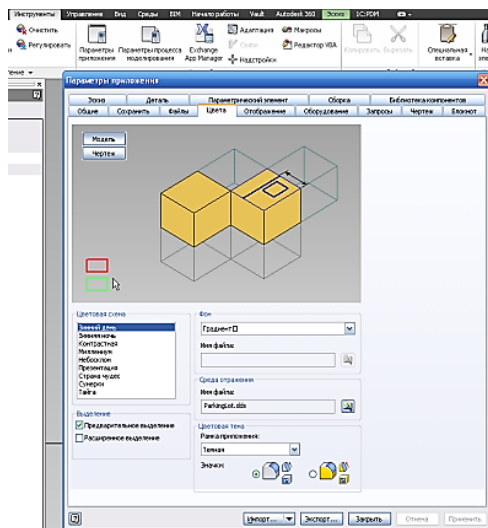 Инструменты Управление Вид Среды BIM Начало работы Vault Autodesk 360 Эскиз 1C:PDM
Очистить
Регулировать
Параметры приложения
Параметры процесса моделирования
Exchange App Manager
Адаптация
Связи
Надстройки
Макросы
Редактор VBA
Копировать Вырезать
Специальная вставка
Параметры приложения
Эскиз Деталь Параметрический элемент Сборка Библиотека компонентов
Общие Сохранить Файлы Цвета Отображение Оборудование Запросы Чертеж Блокнот
Модель
Чертеж
Цветовая схема
Зимний день
Зимняя ночь
Контрастная
Миллениум
Небосклон
Презентация
Страна чудес
Сумерки
Тайга
Выделение
Предварительное выделение
Расширенное выделение
Фон
Градиент
Имя файла:
Среда отражения
Имя файла:
ParkingLot.dds
Цветовая тема
Рамка приложения:
Темная
Значки:
Импорт... Экспорт... Закрыть Отмена Применить